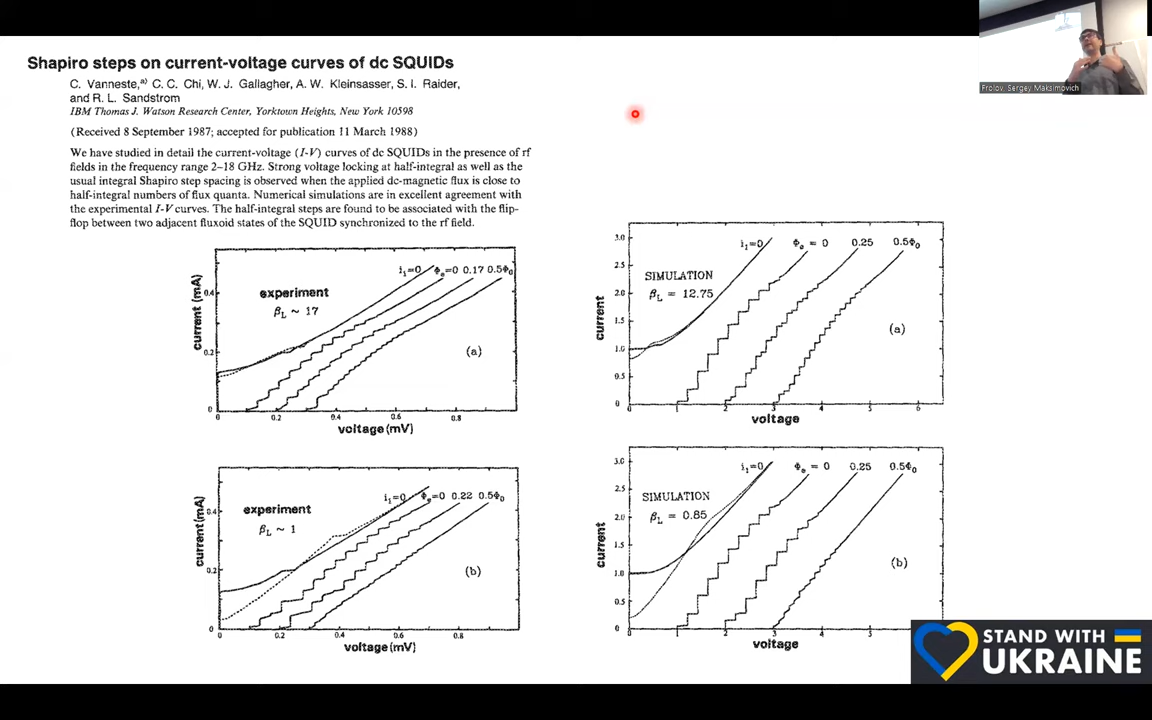 Shapiro steps on current-voltage curves of dc SQUIDs
C. Vanneste,a) C. C. Chi, W. J. Gallagher, A. W. Kleinsasser, S. I. Raider,
and R. L. Sandstrom
IBM Thomas J. Watson Research Center, Yorktown Heights, New York 10598
(Received 8 September 1987; accepted for publication 11 March 1988)
We have studied in detail the current-voltage (I-V) curves of dc SQUIDs in the presence of rf
fields in the frequency range 2–18 GHz. Strong voltage locking at half-integral as well as the
usual integral Shapiro step spacing is observed when the applied dc-magnetic flux is close to
half-integral numbers of flux quanta. Numerical simulations are in excellent agreement with
the experimental I-V curves. The half-integral steps are found to be associated with the flip-
flop between two adjacent fluxoid states of the SQUID synchronized to the rf field.
Frolov, Sergey Maksimovich
i₁=0 Φₑ=0 0.17 0.5Φ₀
experiment
β_L ~ 17
(a)
current (mA)
0.4
0.2
0
0 0.2 0.4 0.6 0.8
voltage (mV)
i₁=0 Φₑ=0 0.22 0.5Φ₀
experiment
β_L ~ 1
(b)
current (mA)
0.4
0.2
0
0 0.2 0.4 0.6 0.8
voltage (mV)
i₁=0 Φₑ = 0 0.25 0.5Φ₀
SIMULATION
β_L = 12.75
(a)
current
3.0
2.5
2.0
1.5
1.0
0.5
0
0 1 2 3 4 5 6
voltage
i₁=0 Φₑ = 0 0.25 0.5Φ₀
SIMULATION
β_L = 0.85
(b)
current
3.0
2.5
2.0
1.5
1.0
0.5
0
0 1 2 3 4 5
voltage
STAND WITH
UKRAINE